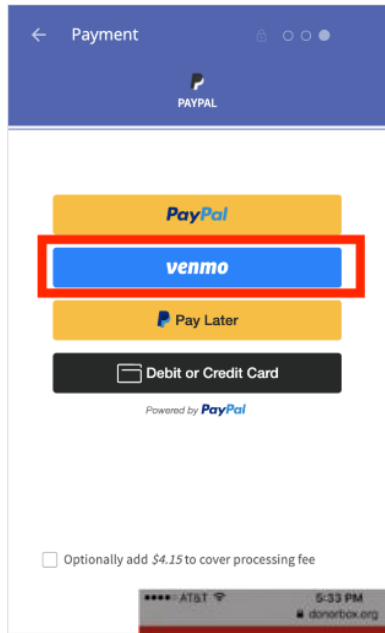 Payment
PAYPAL
PayPal
venmo
Pay Later
Debit or Credit Card
Powered by PayPal
Optionally add $4.15 to cover processing fee
AT&T 5:33 PM
donorbox.org